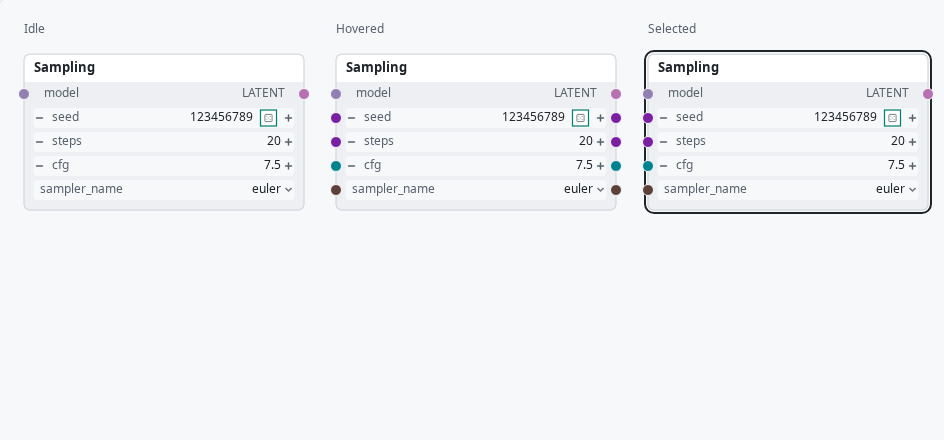 Idle
Sampling
model LATENT
− seed 123456789 +
− steps 20 +
− cfg 7.5 +
sampler_name euler
Hovered
Sampling
model LATENT
− seed 123456789 +
− steps 20 +
− cfg 7.5 +
sampler_name euler
Selected
Sampling
model LATENT
− seed 123456789 +
− steps 20 +
− cfg 7.5 +
sampler_name euler